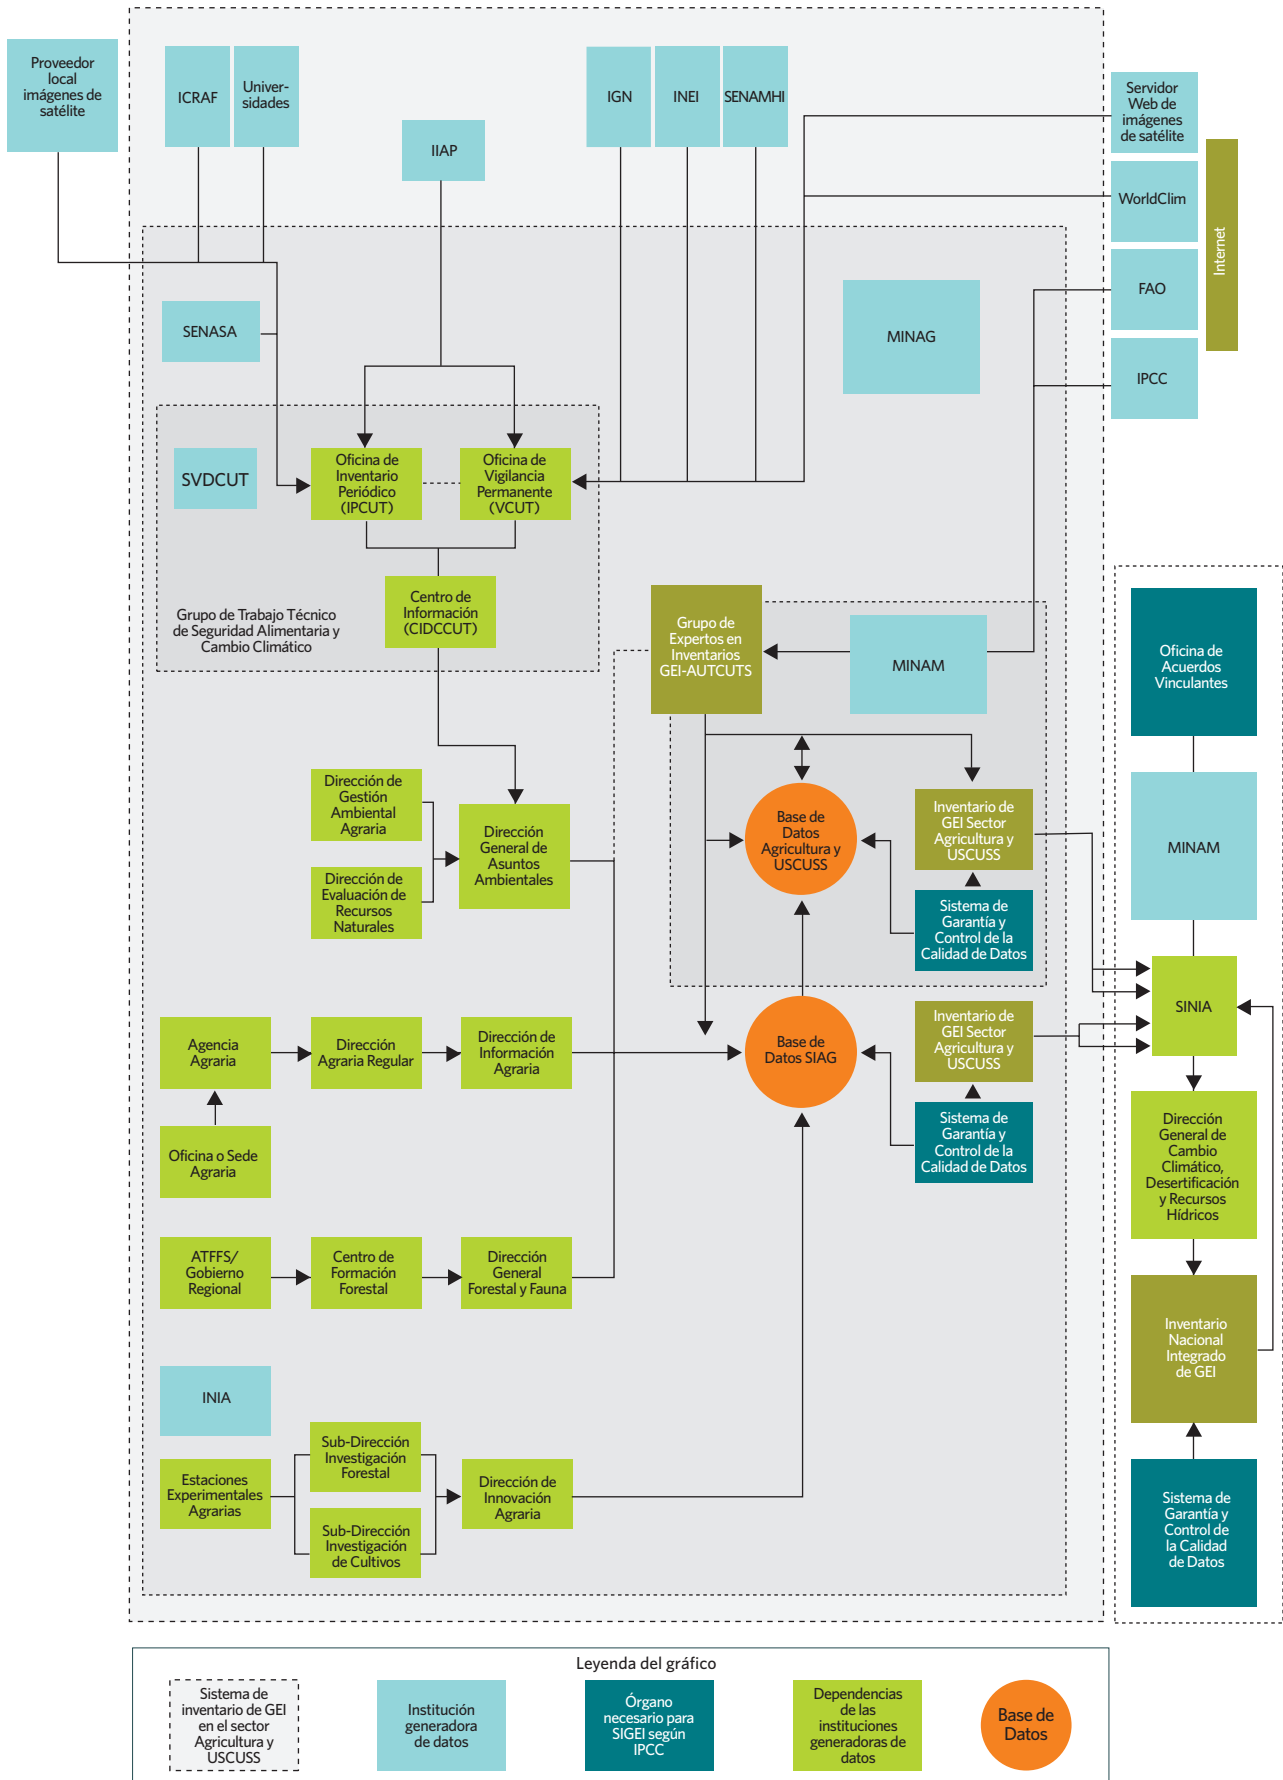 Proveedor
local
imágenes de
satélite
ICRAF
Univer-
sidades
IIAP
IGN
INEI
SENAMHI
Servidor
Web de
imágenes
de satélite
WorldClim
FAO
IPCC
Internet
SENASA
MINAG
SVDCUT
Oficina de
Inventario
Periódico
(IPCUT)
Oficina de
Vigilancia
Permanente
(VCUT)
Centro de
Información
(CIDCCUT)
Grupo de Trabajo Técnico
de Seguridad Alimentaria y
Cambio Climático
Grupo de
Expertos en
Inventarios
GEI-AUTCUTS
MINAM
Oficina de
Acuerdos
Vinculantes
Dirección de
Gestión
Ambiental
Agraria
Dirección de
Evaluación de
Recursos
Naturales
Dirección
General de
Asuntos
Ambientales
Base de
Datos
Agricultura y
USCUSS
Inventario de
GEI Sector
Agricultura y
USCUSS
Sistema de
Garantía y
Control de la
Calidad de Datos
MINAM
SINIA
Agencia
Agraria
Dirección
Agraria Regular
Dirección de
Información
Agraria
Base de
Datos SIAG
Inventario de
GEI Sector
Agricultura y
USCUSS
Sistema de
Garantía y
Control de la
Calidad de Datos
Oficina o Sede
Agraria
Dirección
General de
Cambio
Climático,
Desertificación
y Recursos
Hídricos
ATFFS/
Gobierno
Regional
Centro de
Formación
Forestal
Dirección
General
Forestal y Fauna
Inventario
Nacional
Integrado
de GEI
INIA
Estaciones
Experimentales
Agrarias
Sub-Dirección
Investigación
Forestal
Sub-Dirección
Investigación
de Cultivos
Dirección de
Innovación
Agraria
Sistema de
Garantía y
Control de
la Calidad
de Datos
Leyenda del gráfico
Sistema de
inventario de GEI
en el sector
Agricultura y
USCUSS
Institución
generadora
de datos
Órgano
necesario para
SIGEI según
IPCC
Dependencias
de las
instituciones
generadoras de
datos
Base de
Datos